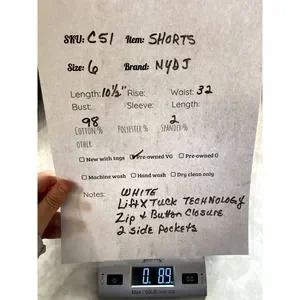 SKU: C51 Item: SHORTS
Size: 6 Brand: NYDJ
Length: 10½" Rise: Waist: 32
Bust: Sleeve: Length:
98 2
COTTON % POLYESTER % SPANDEX %
OTHER
New with tags Pre-owned VG Pre-owned G
Machine wash Hand wash Dry clean only
Notes: WHITE
LIFT X TUCK TECHNOLOGY
Zip & Button CLOSURE
2 side Pockets
0.89